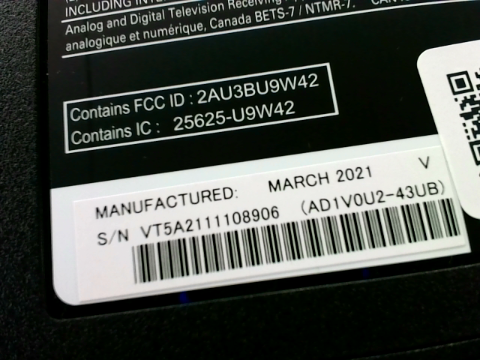 INCLUDING INTE
Analog and Digital Television Receiving
analogique et numérique, Canada BETS-7 / NTMR-7. CAN
Contains FCC ID : 2AU3BU9W42
Contains IC : 25625-U9W42
MANUFACTURED: MARCH 2021 V
S/N VT5A2111108906 (AD1V0U2-43UB)